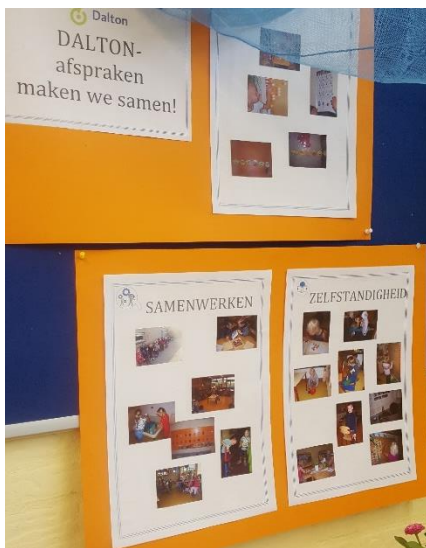 Dalton
DALTON-
afspraken
maken we samen!
SAMENWERKEN
ZELFSTANDIGHEID